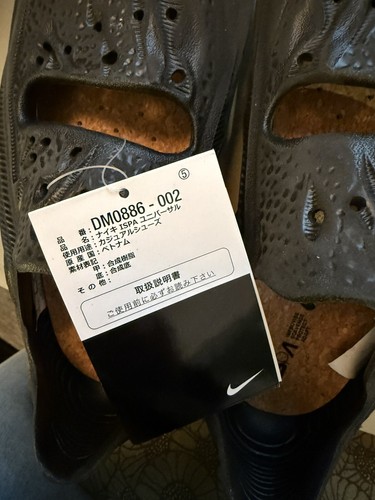 ⑤
品番：DM0886-002
品名：ナイキ ISPA ユニバーサル
使用用途：カジュアルシューズ
原産国：ベトナム
素材表記 甲：合成樹脂
底：合成底
その他：
取扱説明書
ご使用前に必ずお読み下さい